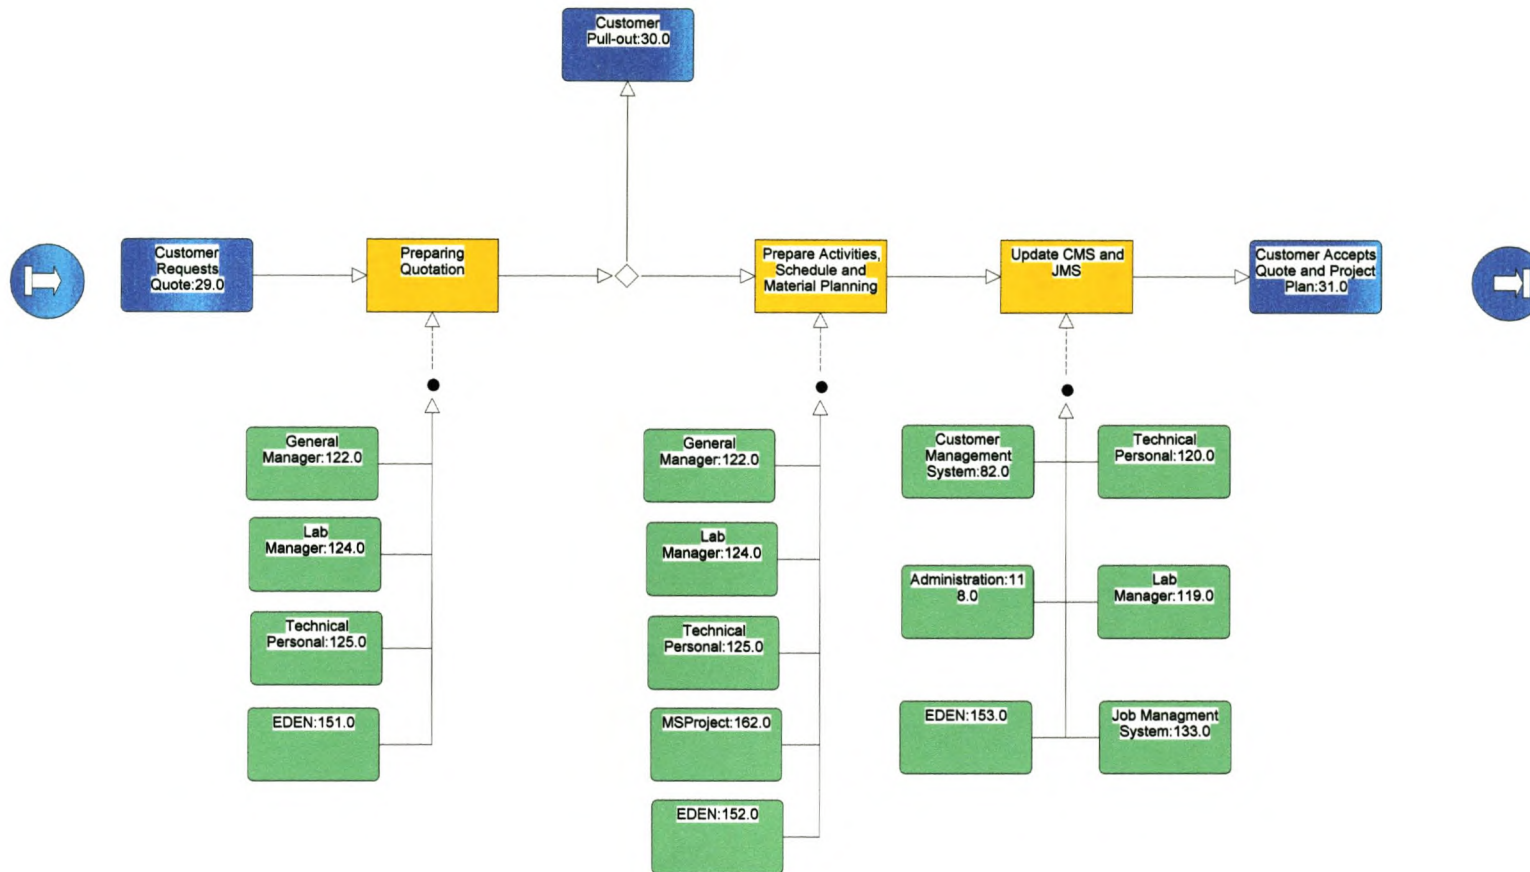 Customer
Pull-out:30.0
Customer
Requests
Quote:29.0
Preparing
Quotation
Prepare Activities,
Schedule and
Material Planning
Update CMS and
JMS
Customer Accepts
Quote and Project
Plan:31.0
General
Manager:122.0
Lab
Manager:124.0
Technical
Personal:125.0
EDEN:151.0
General
Manager:122.0
Lab
Manager:124.0
Technical
Personal:125.0
MSProject:162.0
EDEN:152.0
Customer
Management
System:82.0
Technical
Personal:120.0
Administration:11
8.0
Lab
Manager:119.0
EDEN:153.0
Job Managment
System:133.0